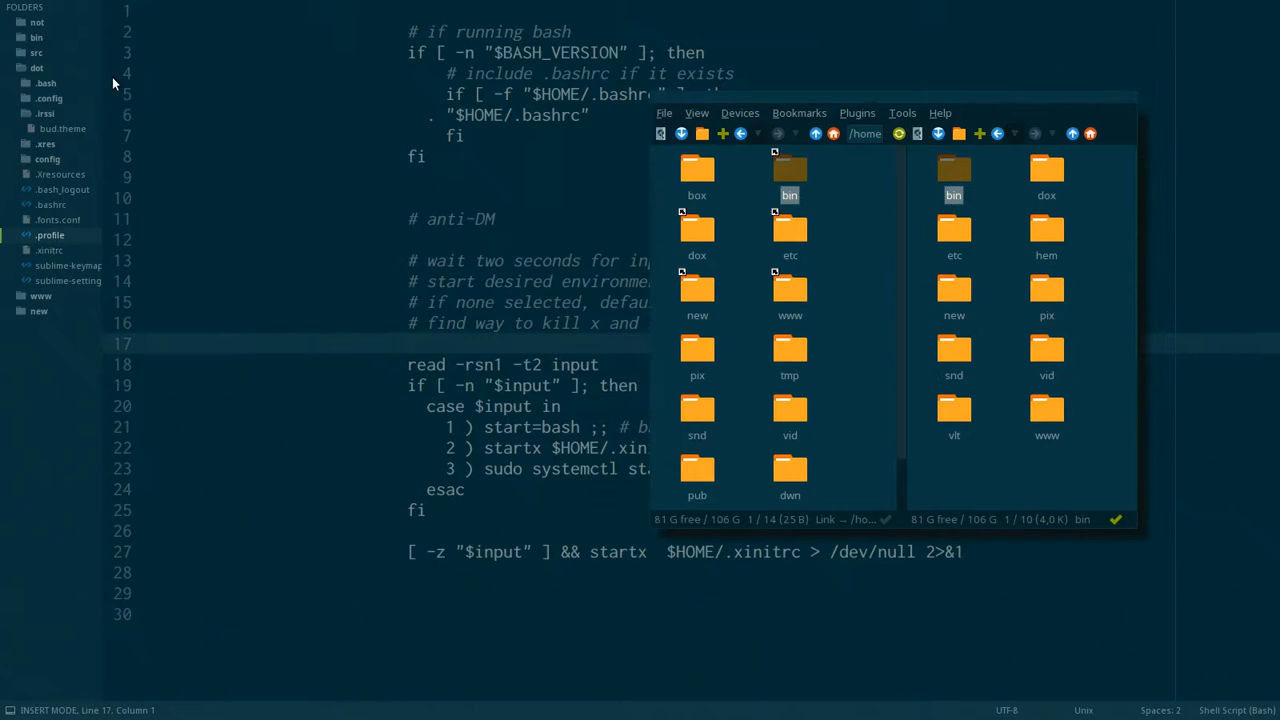 FOLDERS
not
bin
src
dot
.bash
.config
.irssi
bud.theme
.xres
config
.Xresources
.bash_logout
.bashrc
.fonts.conf
.profile
.xinitrc
sublime-keymap
sublime-setting
www
new
1
2 # if running bash
3 if [ -n "$BASH_VERSION" ]; then
4 # include .bashrc if it exists
5 if [ -f "$HOME/.bashrc"
6 . "$HOME/.bashrc"
7 fi
8 fi
9
10
11 # anti-DM
12
13 # wait two seconds for inp
14 # start desired environme
15 # if none selected, defau
16 # find way to kill x and
17
18 read -rsn1 -t2 input
19 if [ -n "$input" ]; then
20 case $input in
21 1 ) start=bash ;; # b
22 2 ) startx $HOME/.xini
23 3 ) sudo systemctl sta
24 esac
25 fi
26
27 [ -z "$input" ] && startx $HOME/.xinitrc > /dev/null 2>&1
28
29
30
File View Devices Bookmarks Plugins Tools Help
/home
box bin
dox etc
new www
pix tmp
snd vid
pub dwn
81 G free / 106 G 1 / 14 (25 B) Link → /ho...
bin dox
etc hem
new pix
snd vid
vlt www
81 G free / 106 G 1 / 10 (4,0 K) bin
INSERT MODE, Line 17, Column 1 UTF-8 Unix Spaces: 2 Shell Script (Bash)